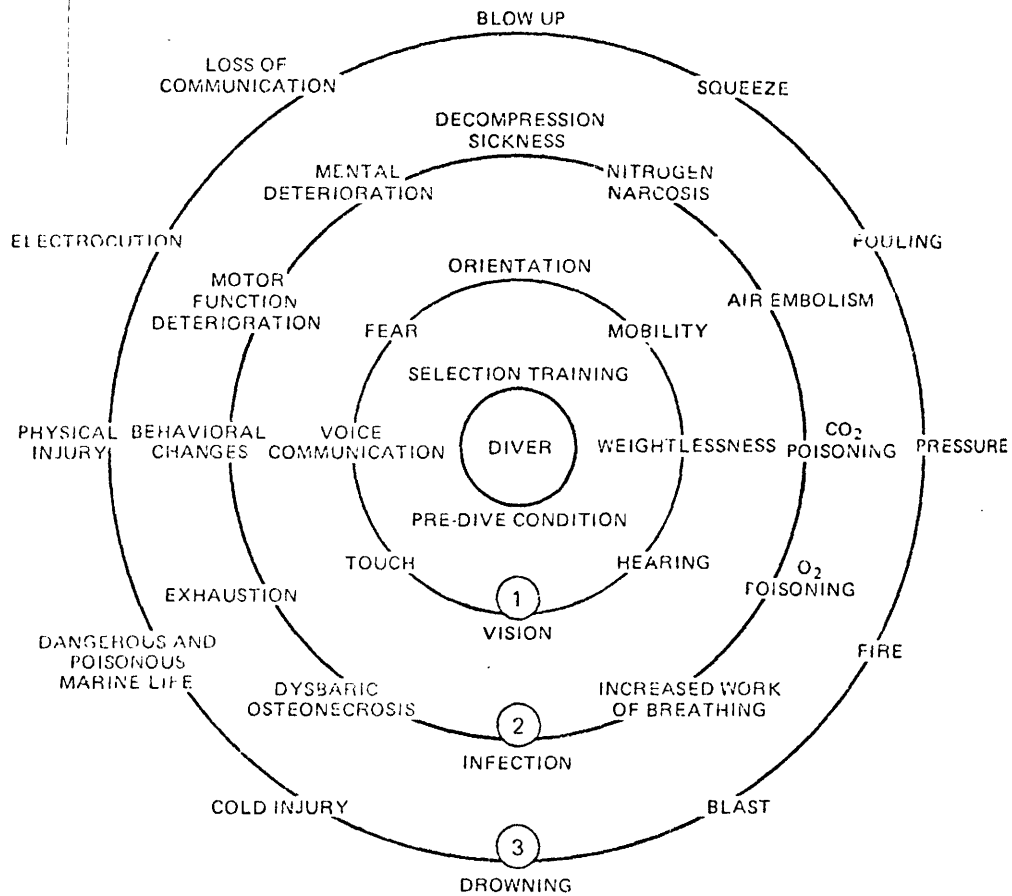 BLOW UP
LOSS OF
COMMUNICATION
SQUEEZE
DECOMPRESSION
SICKNESS
MENTAL
DETERIORATION
NITROGEN
NARCOSIS
ELECTROCUTION
FOULING
ORIENTATION
MOTOR
FUNCTION
DETERIORATION
AIR EMBOLISM
FEAR
MOBILITY
SELECTION TRAINING
PHYSICAL
INJURY
BEHAVIORAL
CHANGES
VOICE
COMMUNICATION
DIVER
WEIGHTLESSNESS
CO2
POISONING
PRESSURE
PRE-DIVE CONDITION
TOUCH
HEARING
O2
POISONING
EXHAUSTION
1
VISION
DANGEROUS AND
POISONOUS
MARINE LIFE
FIRE
DYSBARIC
OSTEONECROSIS
INCREASED WORK
OF BREATHING
2
INFECTION
COLD INJURY
BLAST
3
DROWNING